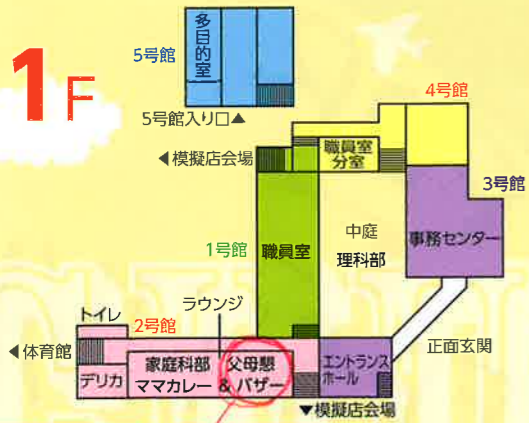 1F
5号館
多目的室
5号館入り口▲
4号館
◀模擬店会場
職員室
分室
3号館
1号館
職員室
中庭
理科部
事務センター
ラウンジ
トイレ
2号館
正面玄関
◀体育館
デリカ
家庭科部
ママカレー
父母懇
& バザー
エントランス
ホール
▼模擬店会場